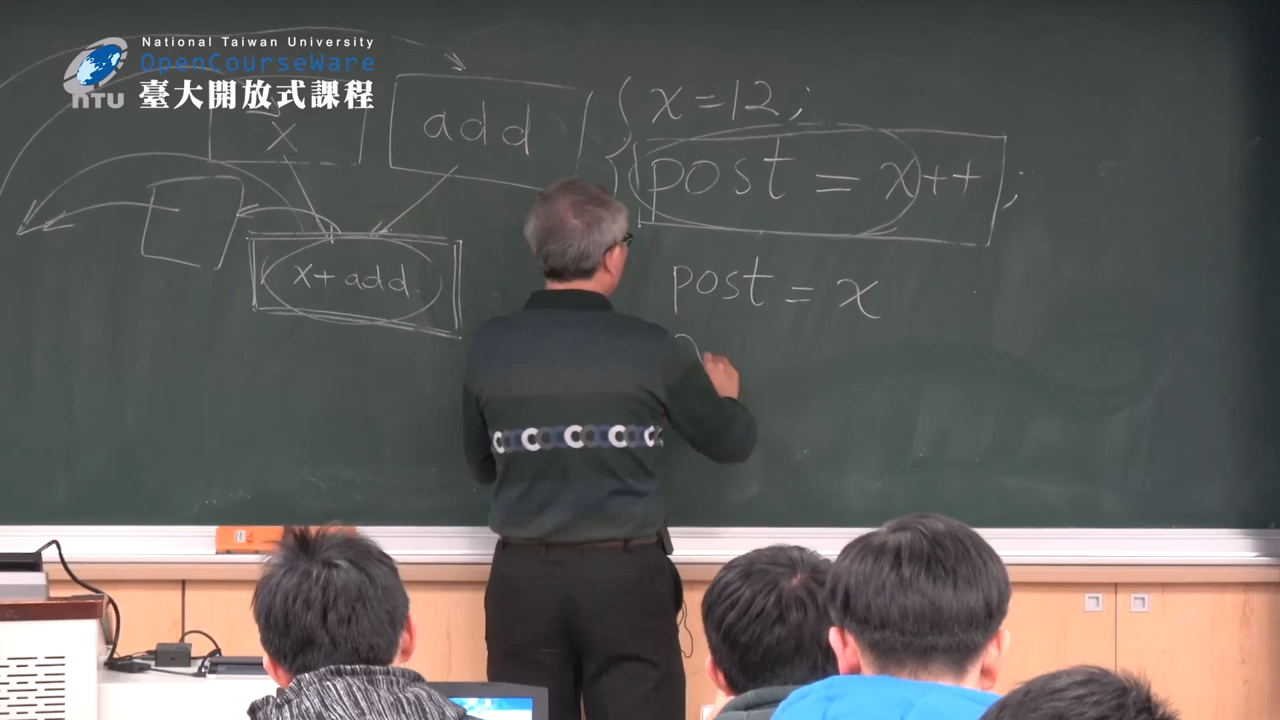 National Taiwan University
OpenCourseWare
臺大開放式課程
NTU
x
add
x + add
x = 12;
post = x++;
post = x